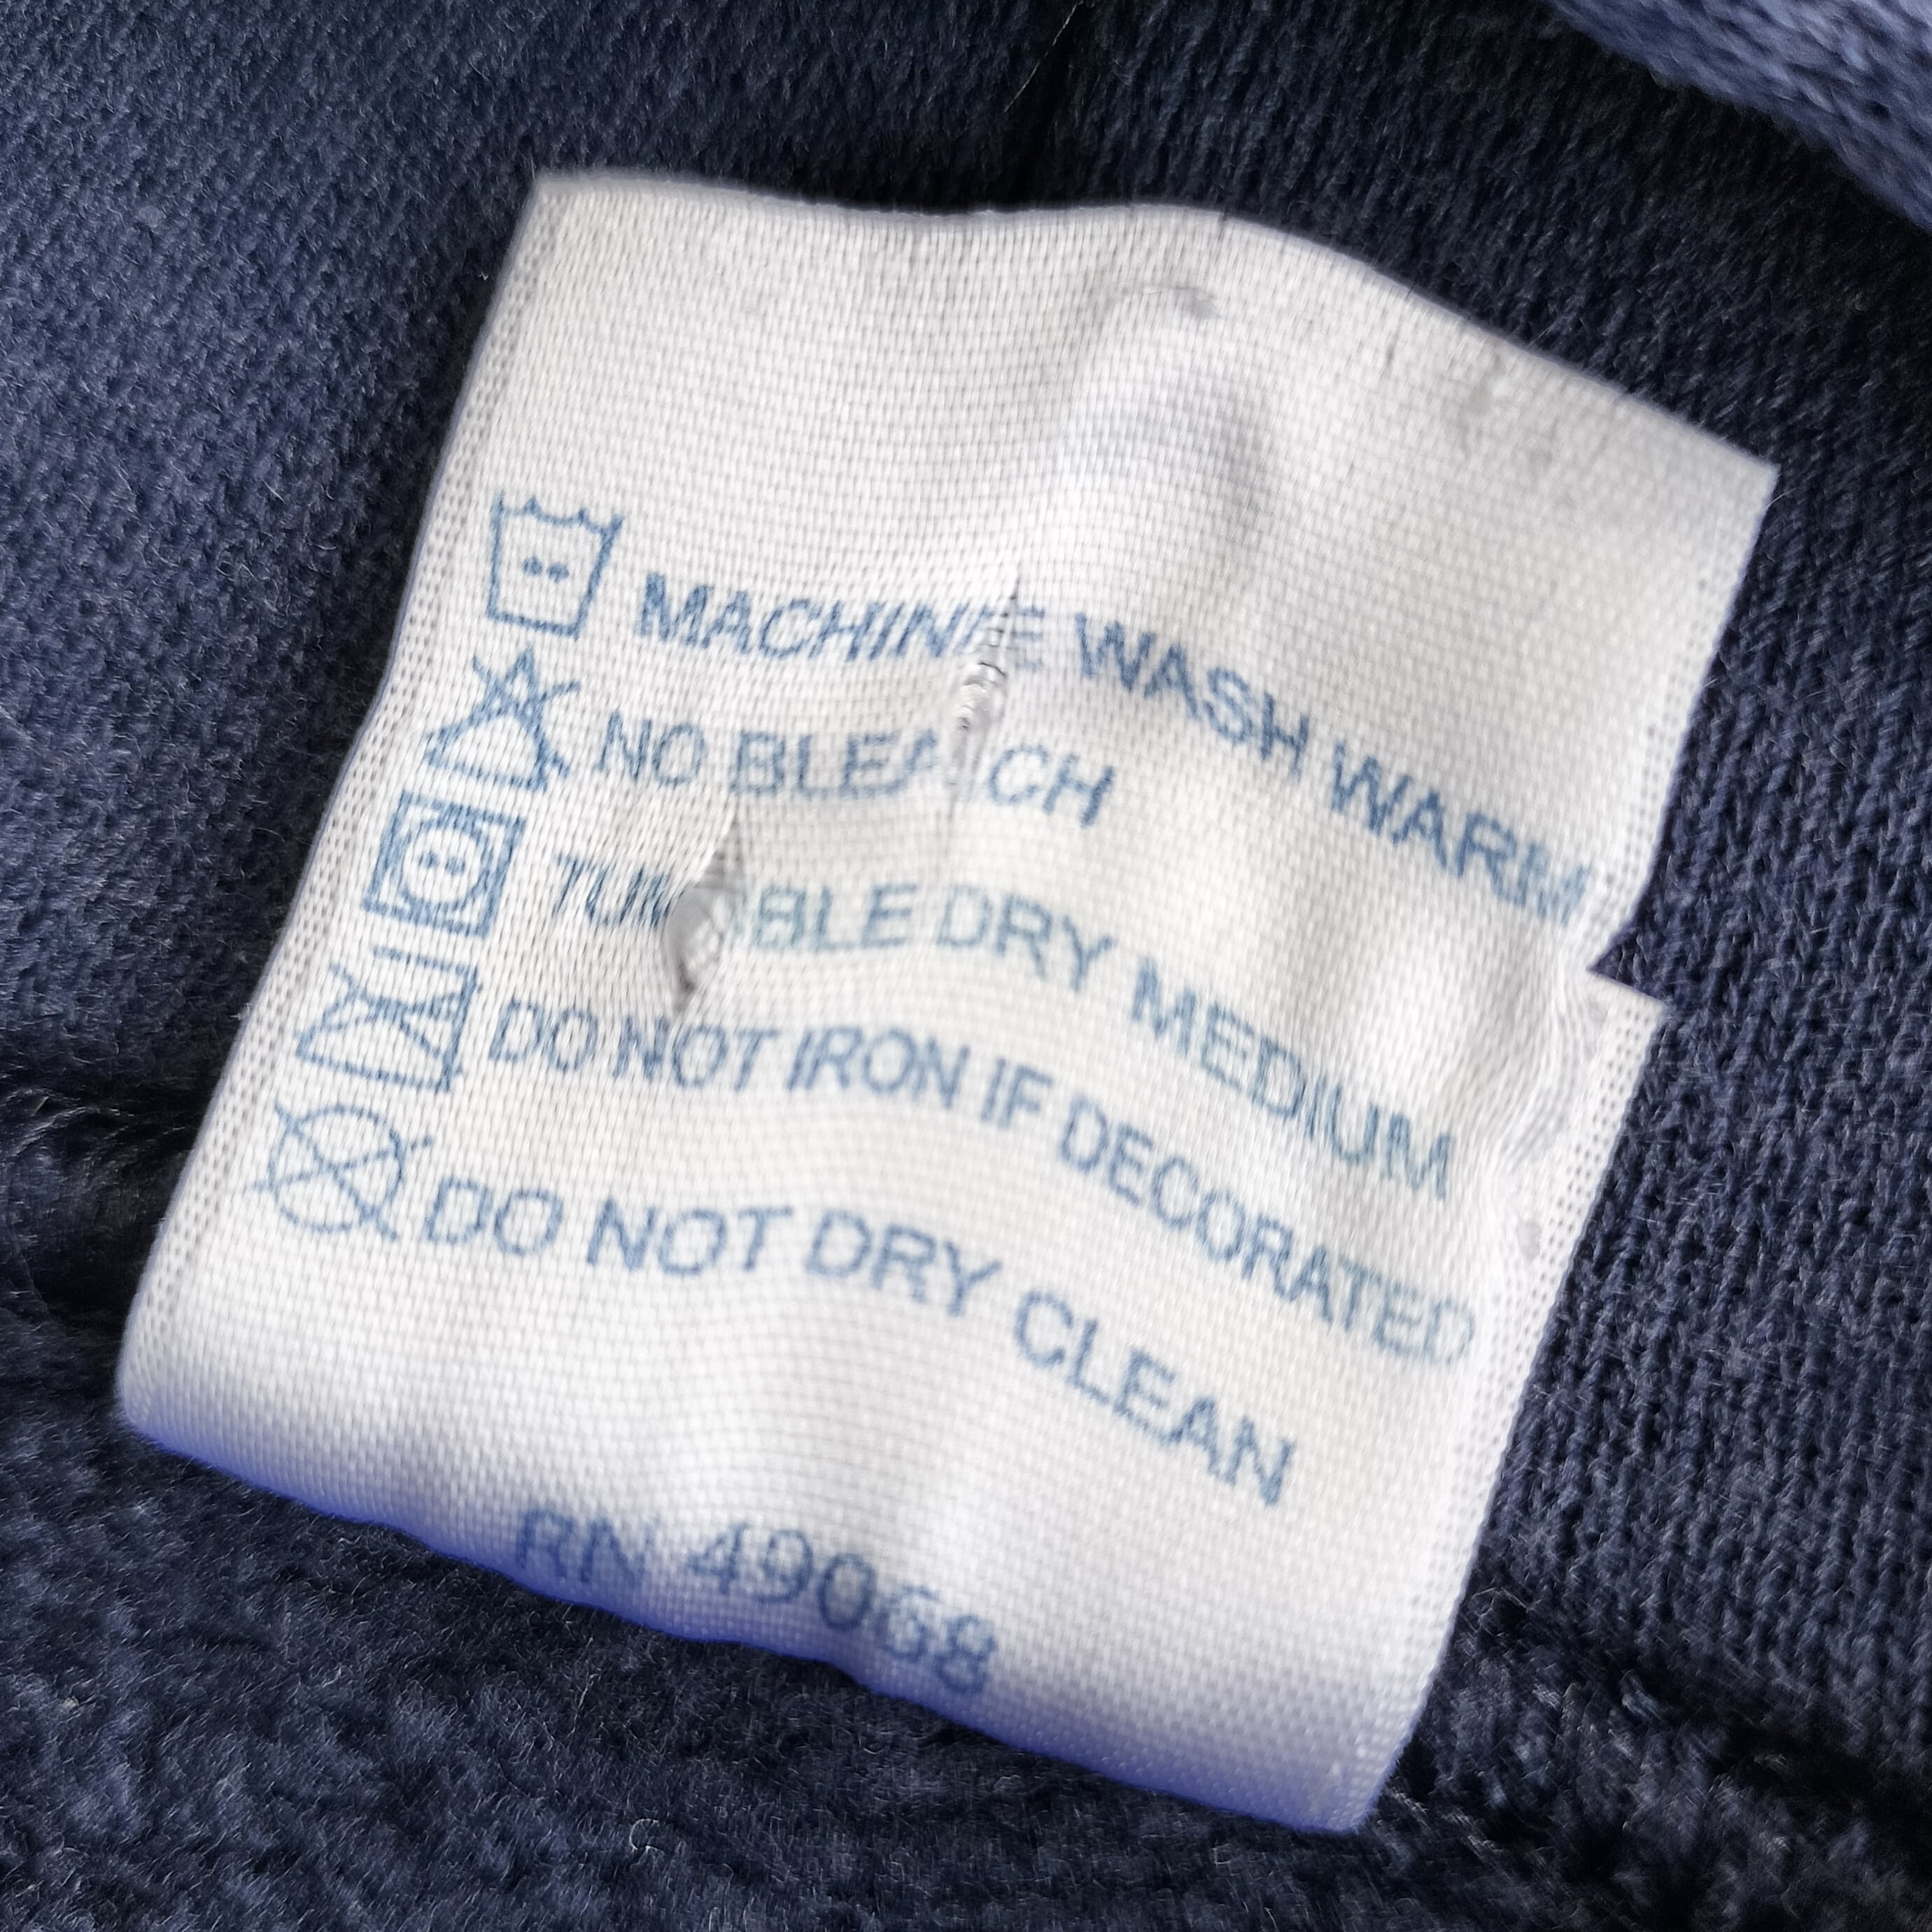 MACHINE WASH WARM
NO BLEACH
TUMBLE DRY MEDIUM
DO NOT IRON IF DECORATED
DO NOT DRY CLEAN
RN 49068